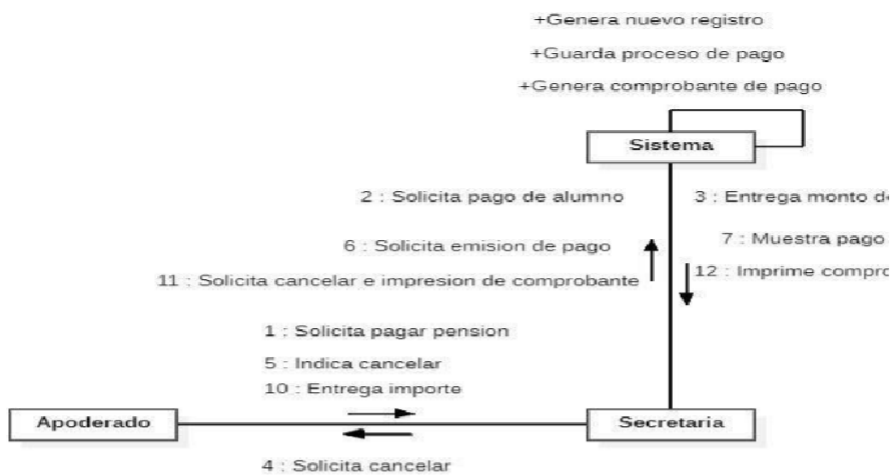 +Genera nuevo registro
+Guarda proceso de pago
+Genera comprobante de pago
Sistema
2 : Solicita pago de alumno
3 : Entrega monto
6 : Solicita emision de pago
7 : Muestra pago
11 : Solicita cancelar e impresion de comprobante
12 : Imprime
1 : Solicita pagar pension
5 : Indica cancelar
10 : Entrega importe
Apoderado
Secretaria
4 : Solicita cancelar